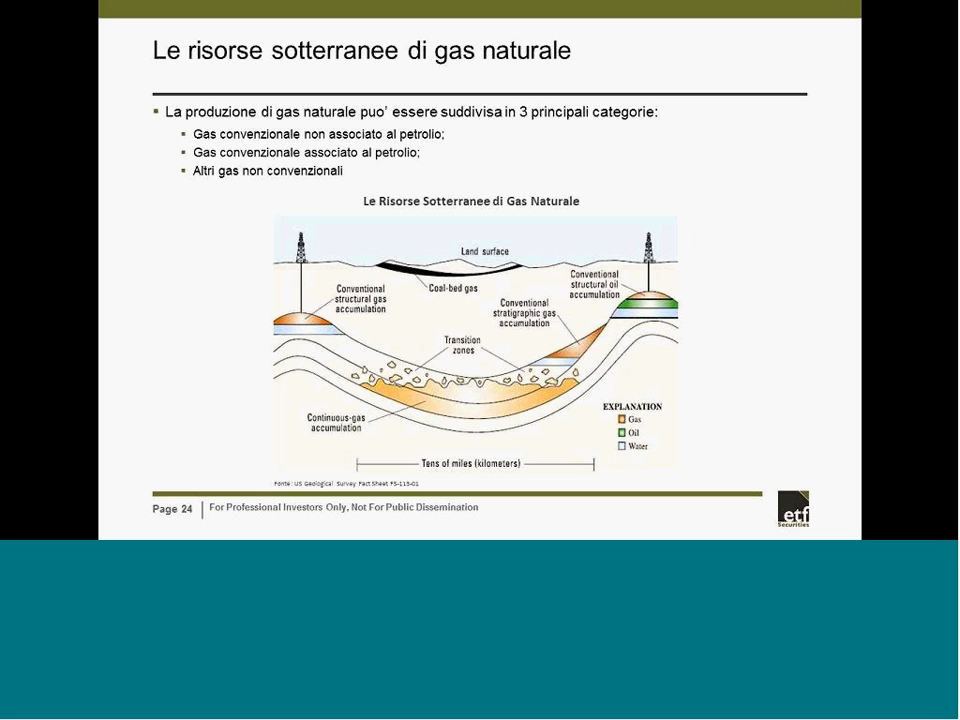 Le risorse sotterranee di gas naturale
▪ La produzione di gas naturale puo' essere suddivisa in 3 principali categorie:
▪ Gas convenzionale non associato al petrolio;
▪ Gas convenzionale associato al petrolio;
▪ Altri gas non convenzionali
Le Risorse Sotterranee di Gas Naturale
Land surface
Coal-bed gas
Conventional
structural gas
accumulation
Conventional
structural oil
accumulation
Conventional
stratigraphic gas
accumulation
Transition
zones
Continuous-gas
accumulation
EXPLANATION
Gas
Oil
Water
Tens of miles (kilometers)
Fonte: US Geological Survey Fact Sheet FS-113-01
Page 24
For Professional Investors Only, Not For Public Dissemination
etf
Securities